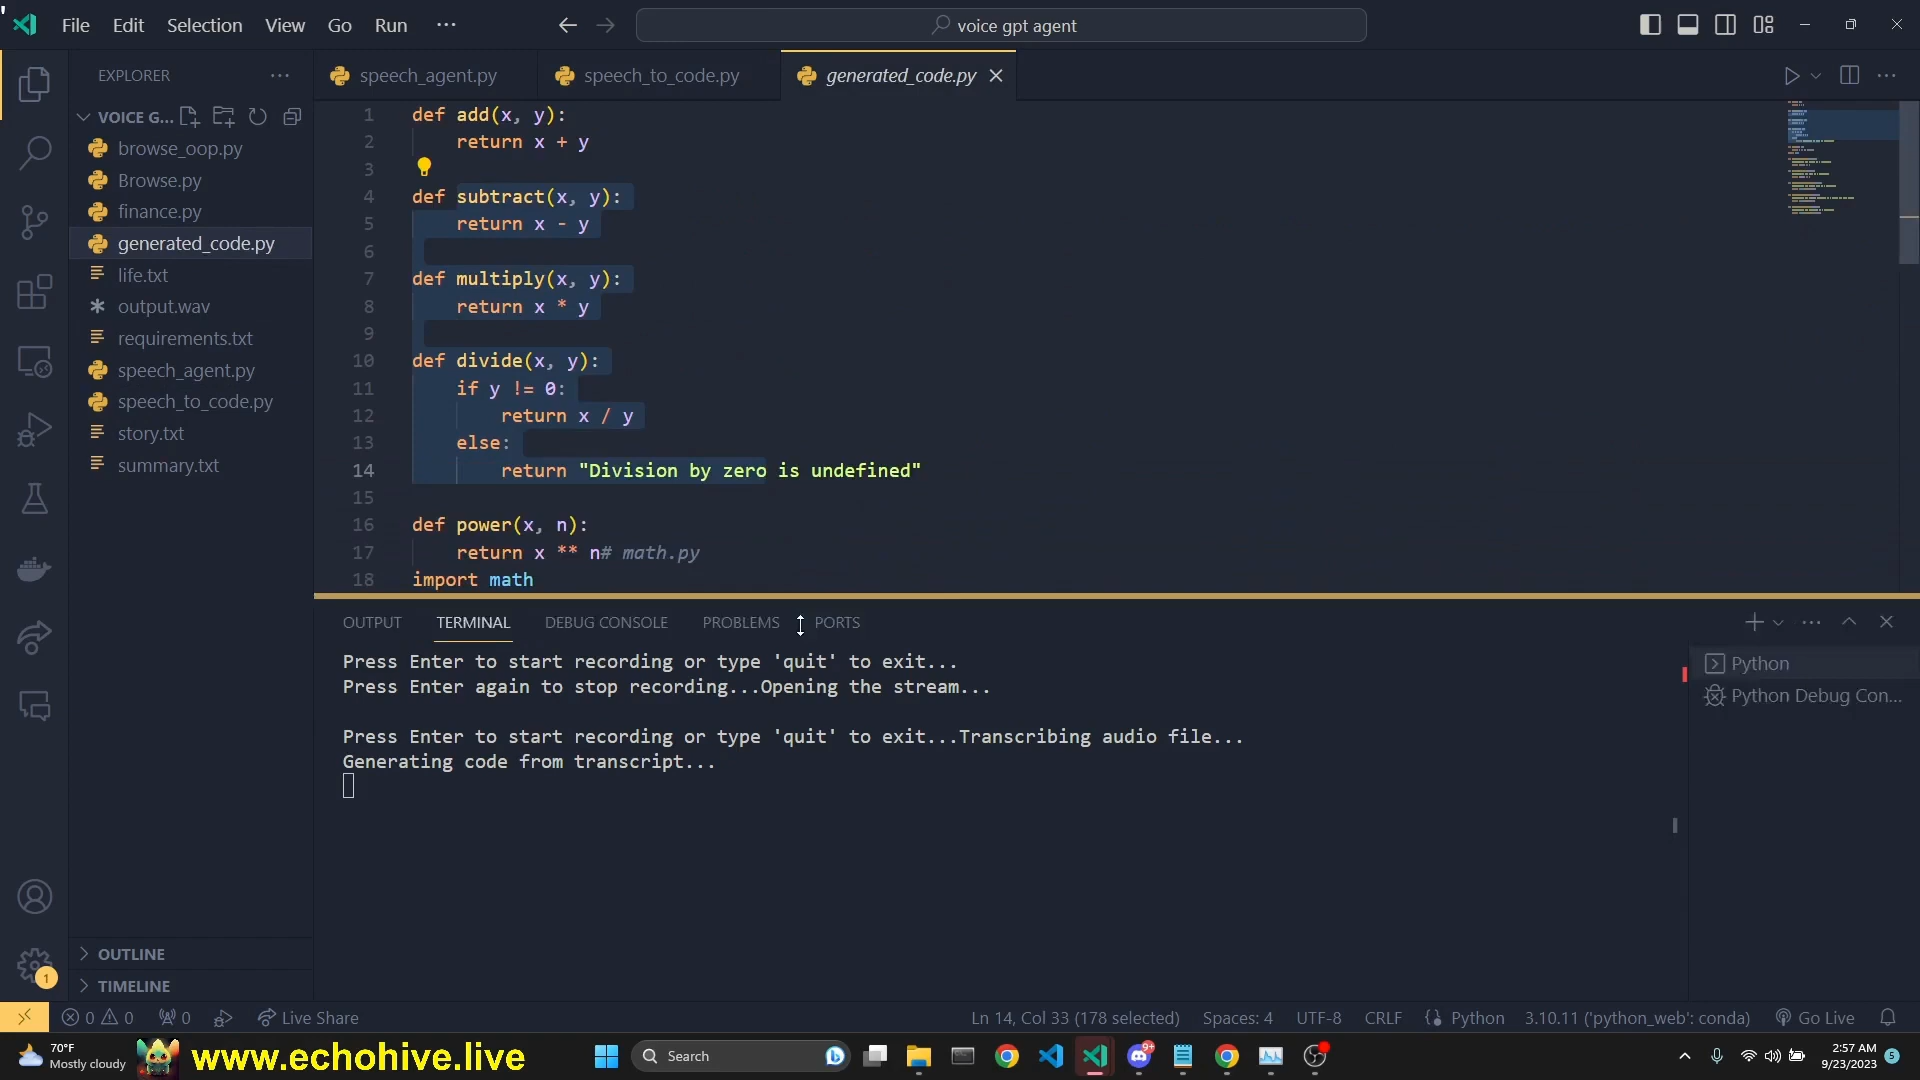 File Edit Selection View Go Run ···
voice gpt agent
EXPLORER ···
speech_agent.py
speech_to_code.py
generated_code.py
VOICE G...
browse_oop.py
Browse.py
finance.py
generated_code.py
life.txt
output.wav
requirements.txt
speech_agent.py
speech_to_code.py
story.txt
summary.txt
OUTLINE
TIMELINE
1
1 def add(x, y):
2 return x + y
3
4 def subtract(x, y):
5 return x - y
6
7 def multiply(x, y):
8 return x * y
9
10 def divide(x, y):
11 if y != 0:
12 return x / y
13 else:
14 return "Division by zero is undefined"
15
16 def power(x, n):
17 return x ** n# math.py
18 import math
OUTPUT TERMINAL DEBUG CONSOLE PROBLEMS PORTS
Press Enter to start recording or type 'quit' to exit...
Press Enter again to stop recording...Opening the stream...
Press Enter to start recording or type 'quit' to exit...Transcribing audio file...
Generating code from transcript...
Python
Python Debug Con...
0 0 0 Live Share
Ln 14, Col 33 (178 selected) Spaces: 4 UTF-8 CRLF Python 3.10.11 ('python_web': conda) Go Live
70°F
Mostly cloudy
www.echohive.live
Search
9+
2:57 AM
9/23/2023
5